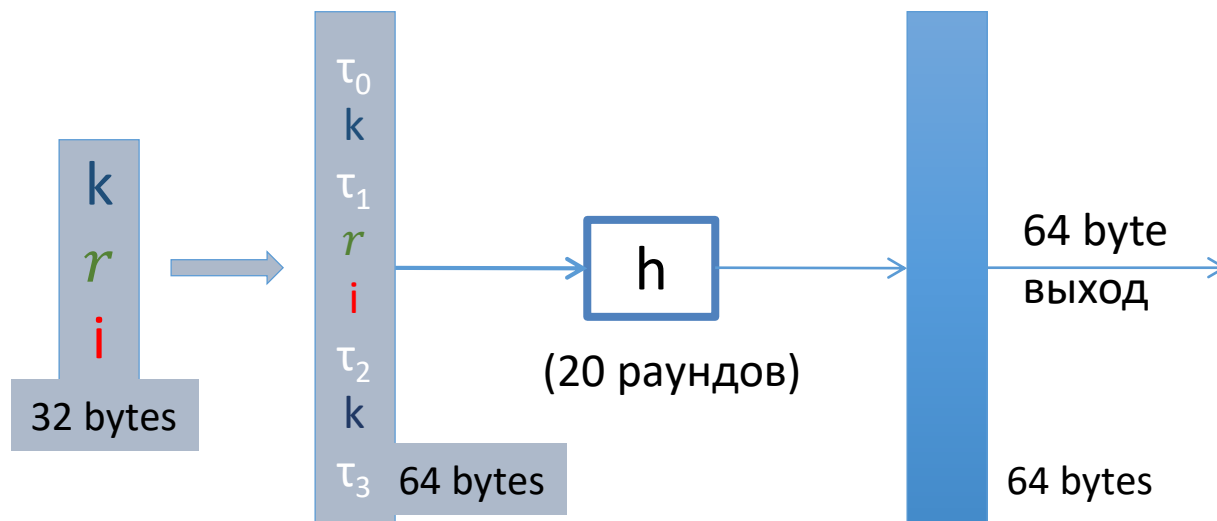 k
r
i
32 bytes
τ₀
k
τ₁
r
i
τ₂
k
τ₃
64 bytes
h
(20 раундов)
64 byte
выход
64 bytes